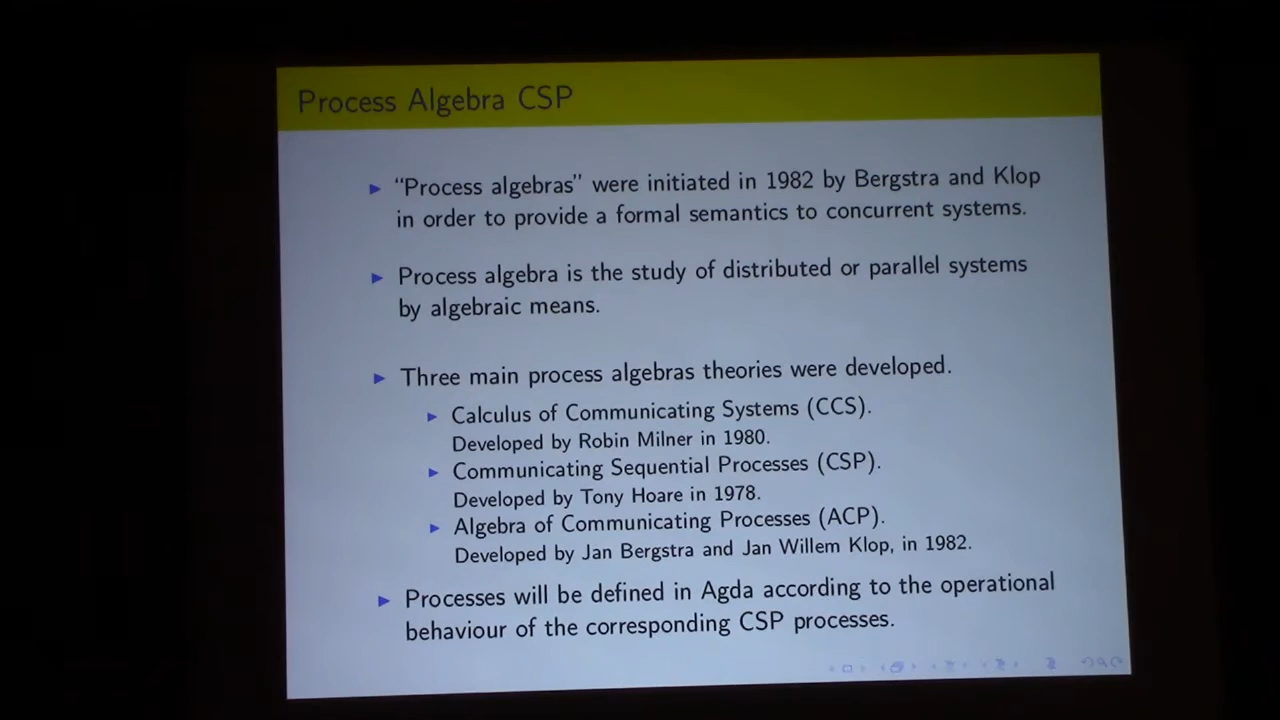 Process Algebra CSP
“Process algebras” were initiated in 1982 by Bergstra and Klop
in order to provide a formal semantics to concurrent systems.
Process algebra is the study of distributed or parallel systems
by algebraic means.
Three main process algebras theories were developed.
Calculus of Communicating Systems (CCS).
Developed by Robin Milner in 1980.
Communicating Sequential Processes (CSP).
Developed by Tony Hoare in 1978.
Algebra of Communicating Processes (ACP).
Developed by Jan Bergstra and Jan Willem Klop, in 1982.
Processes will be defined in Agda according to the operational
behaviour of the corresponding CSP processes.